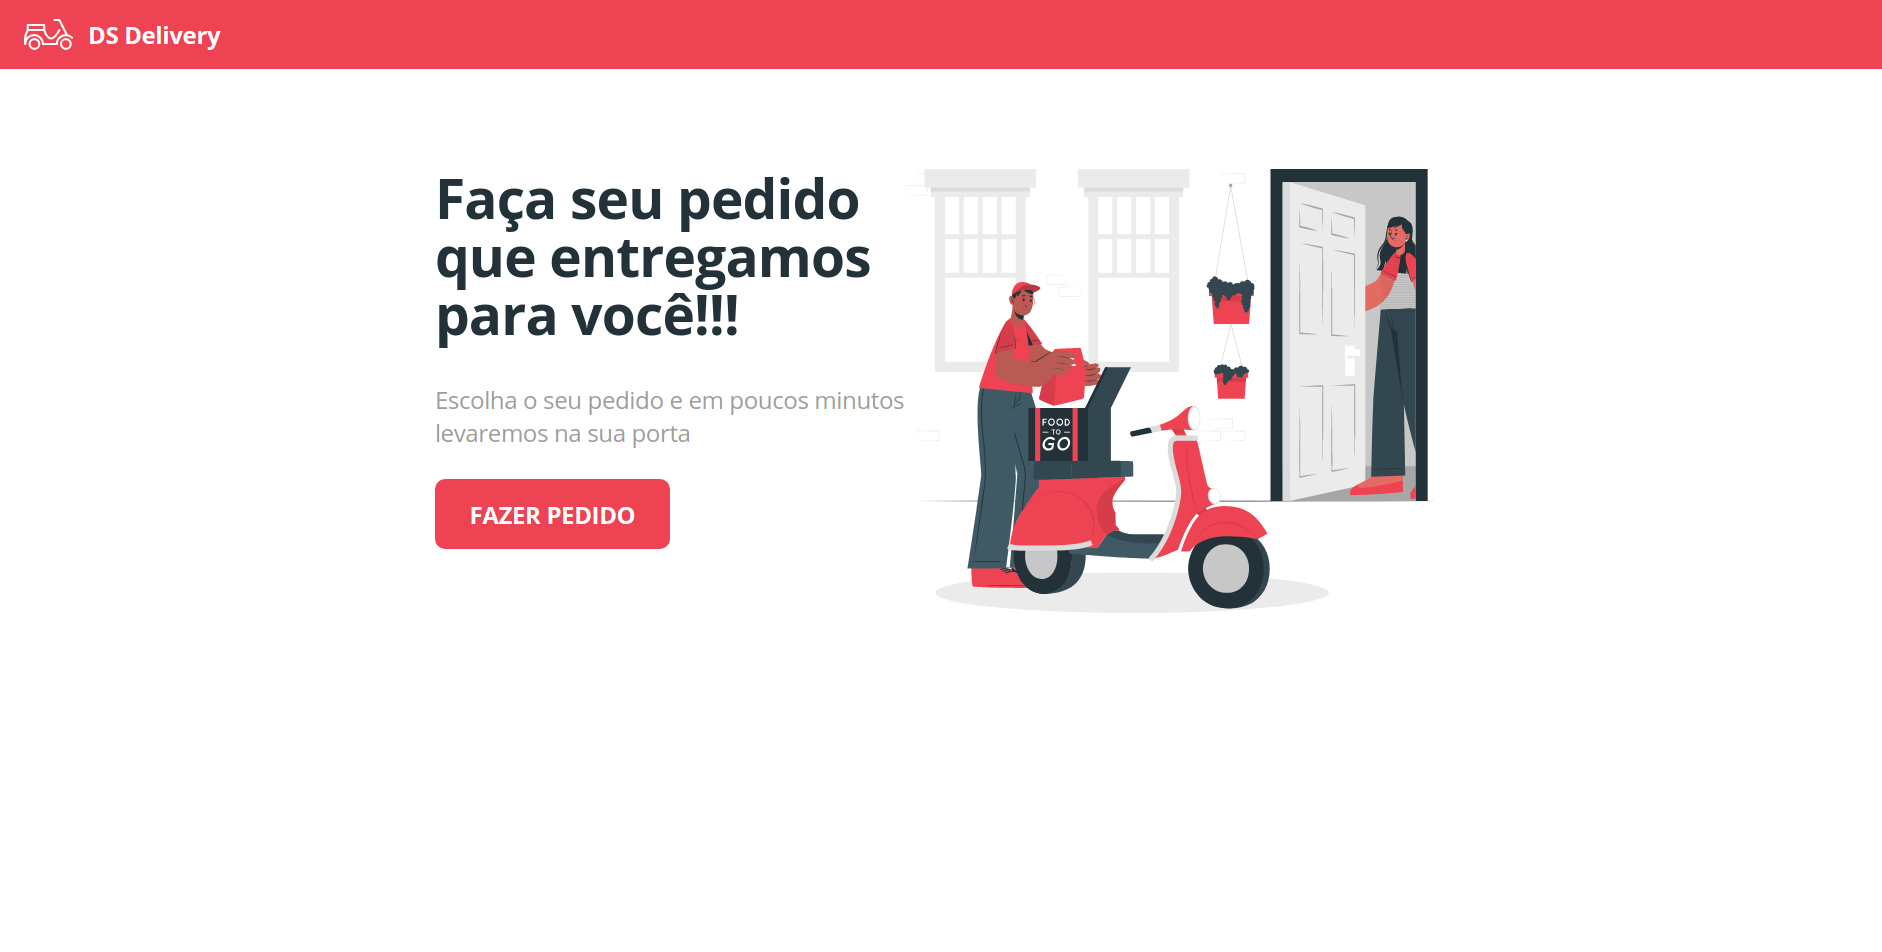 DS Delivery
Faça seu pedido
que entregamos
para você!!!
Escolha o seu pedido e em poucos minutos
levaremos na sua porta
FAZER PEDIDO
FOOD
TO
GO